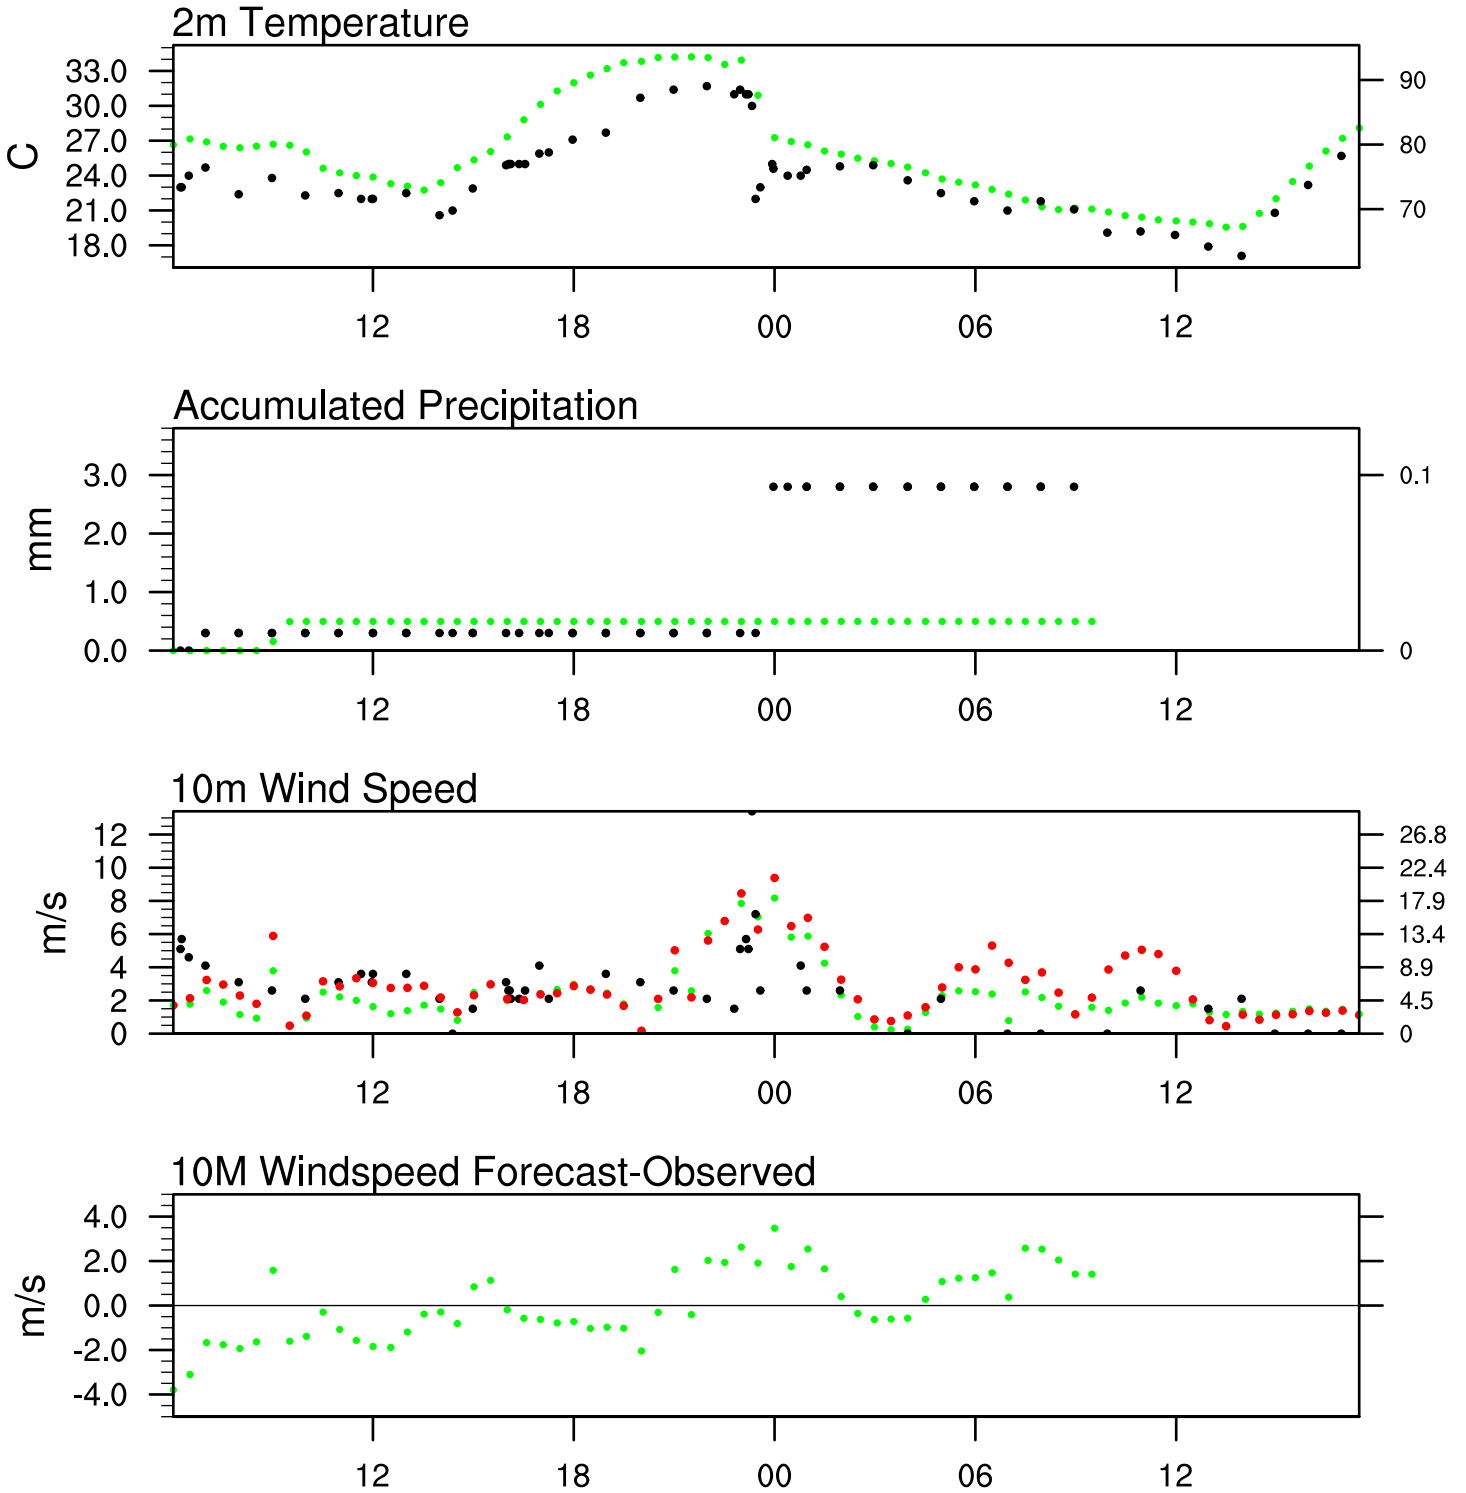 2m Temperature
33.0
30.0
27.0
24.0
21.0
18.0
C
90
80
70
12 18 00 06 12
Accumulated Precipitation
3.0
2.0
1.0
0.0
mm
0.1
0
12 18 00 06 12
10m Wind Speed
12
10
8
6
4
2
0
m/s
26.8
22.4
17.9
13.4
8.9
4.5
0
12 18 00 06 12
10M Windspeed Forecast-Observed
4.0
2.0
0.0
-2.0
-4.0
m/s
12 18 00 06 12